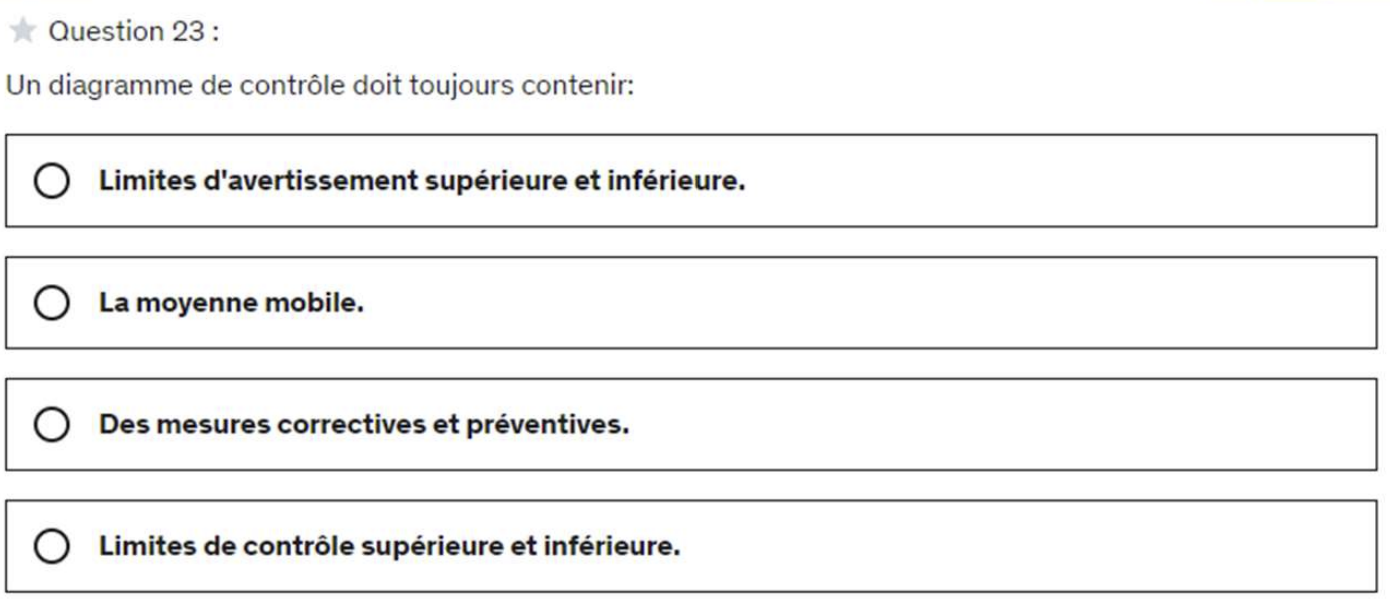 Question 23 :
Un diagramme de contrôle doit toujours contenir:
Limites d'avertissement supérieure et inférieure.
La moyenne mobile.
Des mesures correctives et préventives.
Limites de contrôle supérieure et inférieure.